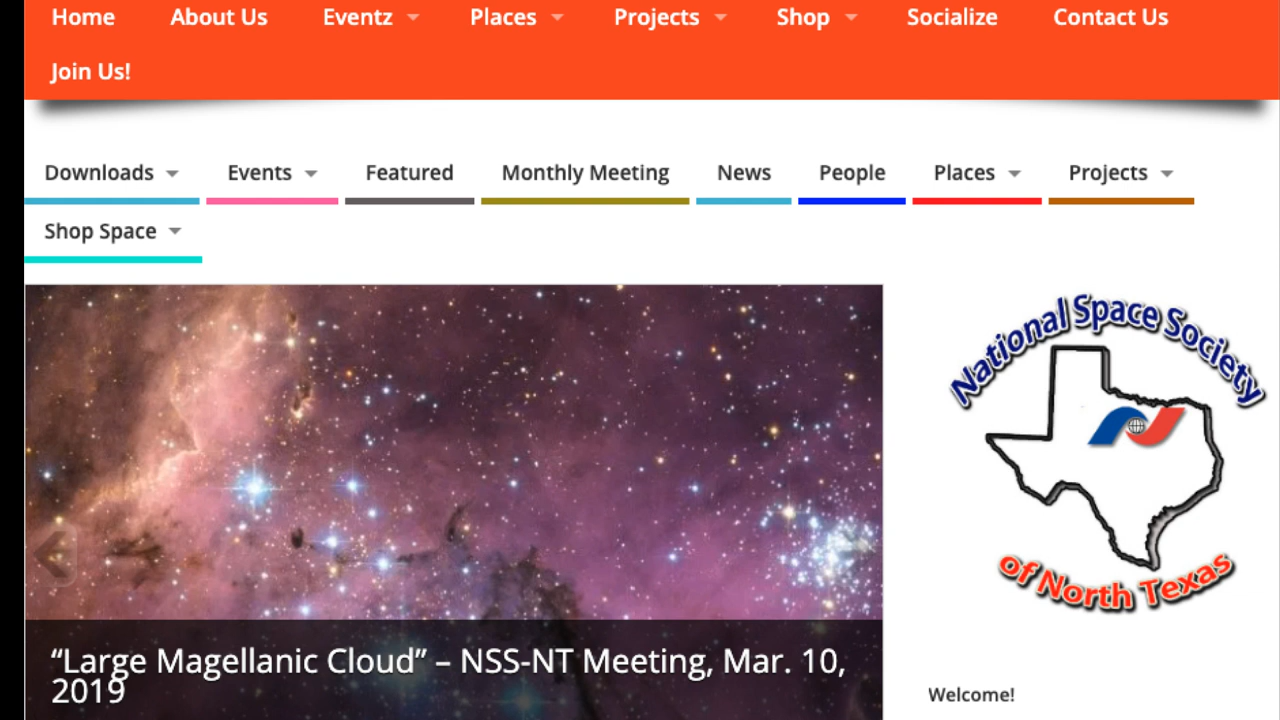 Home About Us Eventz Places Projects Shop Socialize Contact Us
Join Us!
Downloads Events Featured Monthly Meeting News People Places Projects
Shop Space
National Space Society
of North Texas
“Large Magellanic Cloud” – NSS-NT Meeting, Mar. 10,
2019
Welcome!